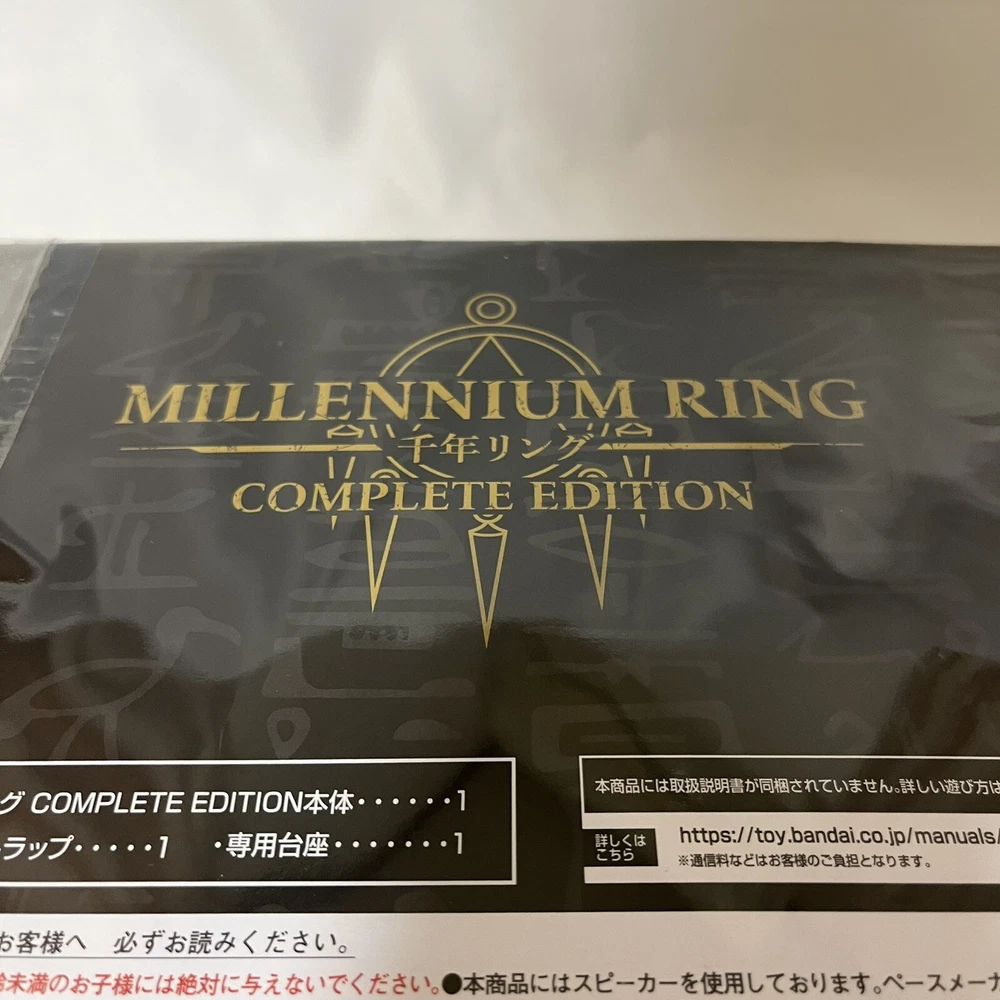 MILLENNIUM RING
千年リング
COMPLETE EDITION
グ COMPLETE EDITION本体・・・・・・1
ラップ・・・・・1 ・専用台座・・・・・・・1
本商品には取扱説明書が同梱されていません。詳しい遊び方は
詳しくは
こちら
https://toy.bandai.co.jp/manuals/
※通信料などはお客様のご負担となります。
お客様へ 必ずお読みください。
未満のお子様には絶対に与えないでください。●本商品にはスピーカーを使用しております。ペースメーカ